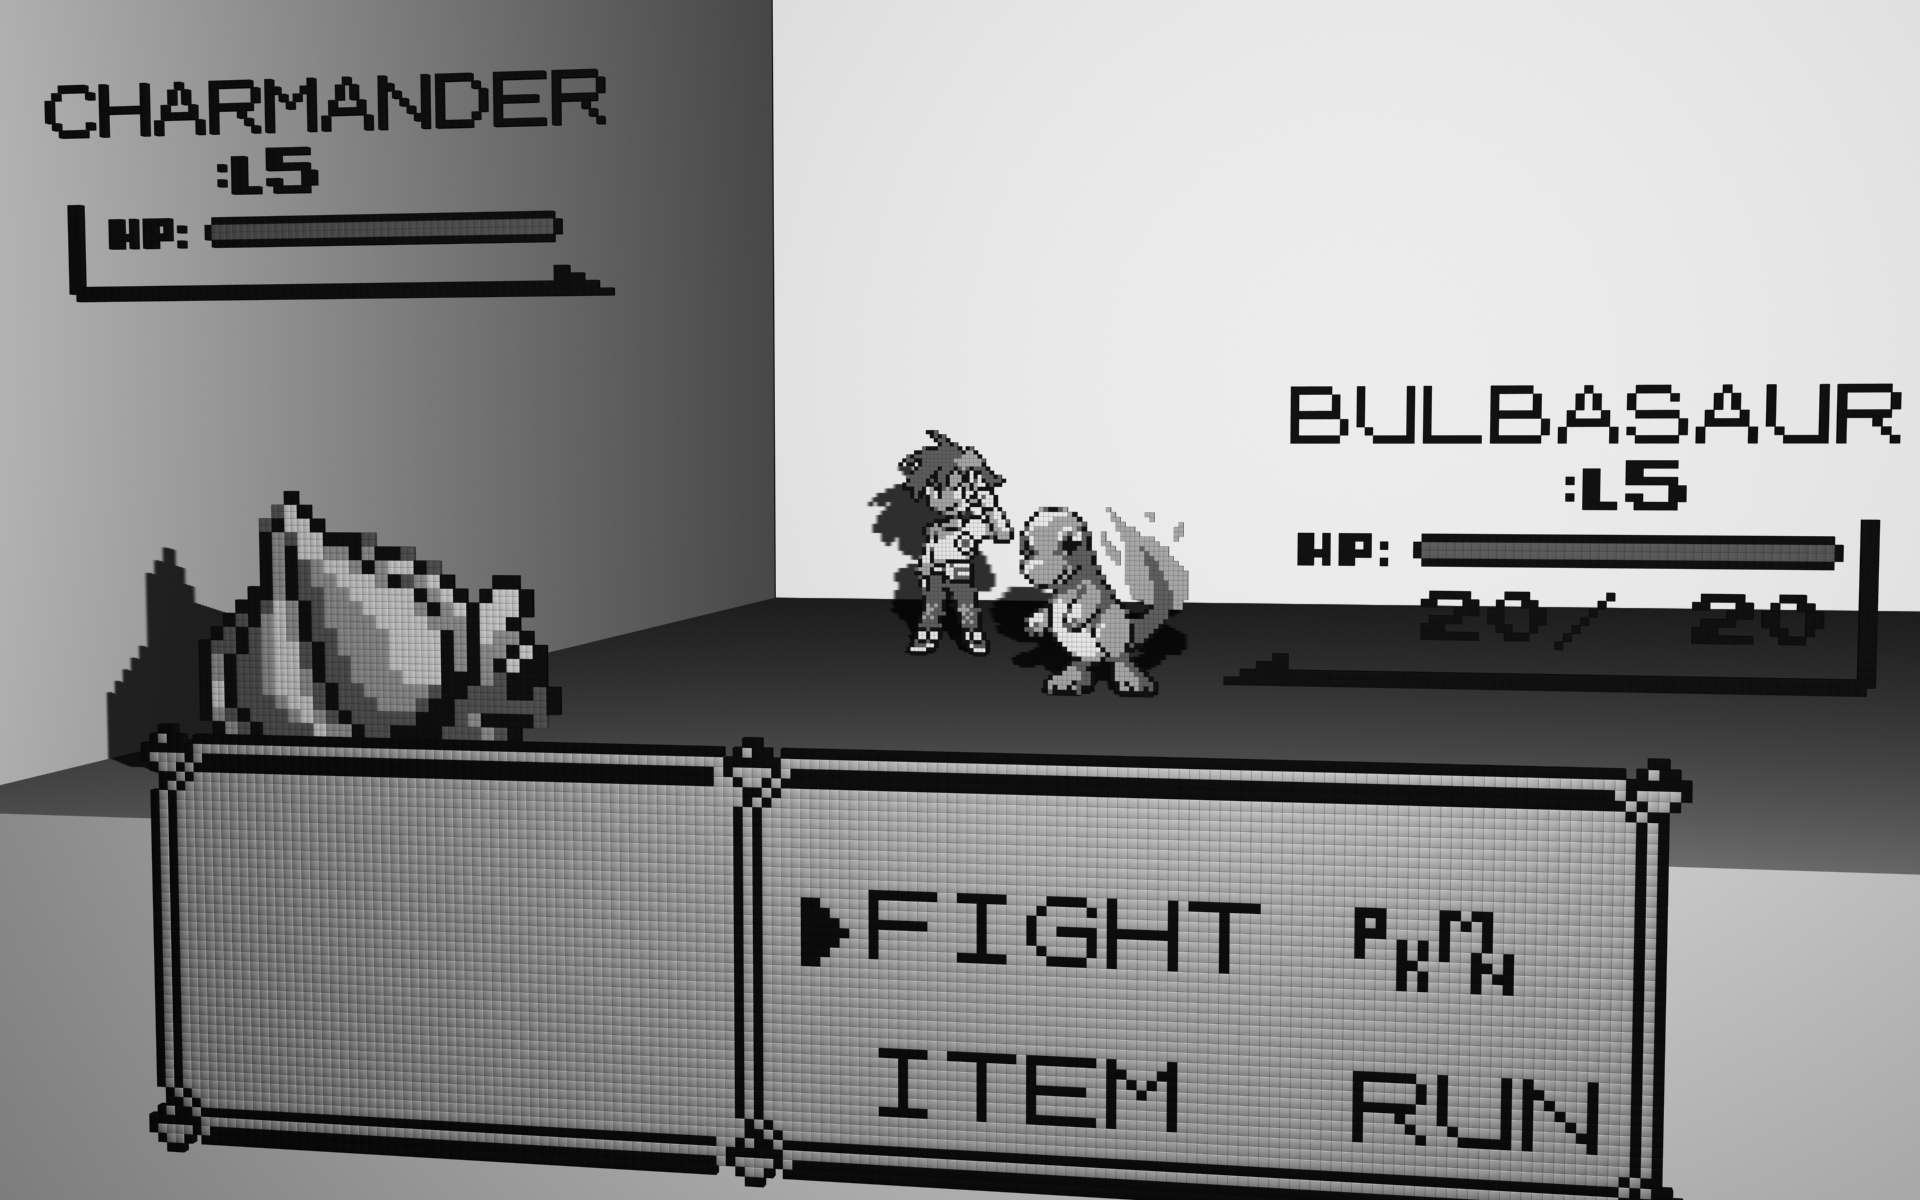 CHARMANDER
:L5
HP:
BULBASAUR
:L5
HP:
20/ 20
FIGHT PKMN
ITEM RUN